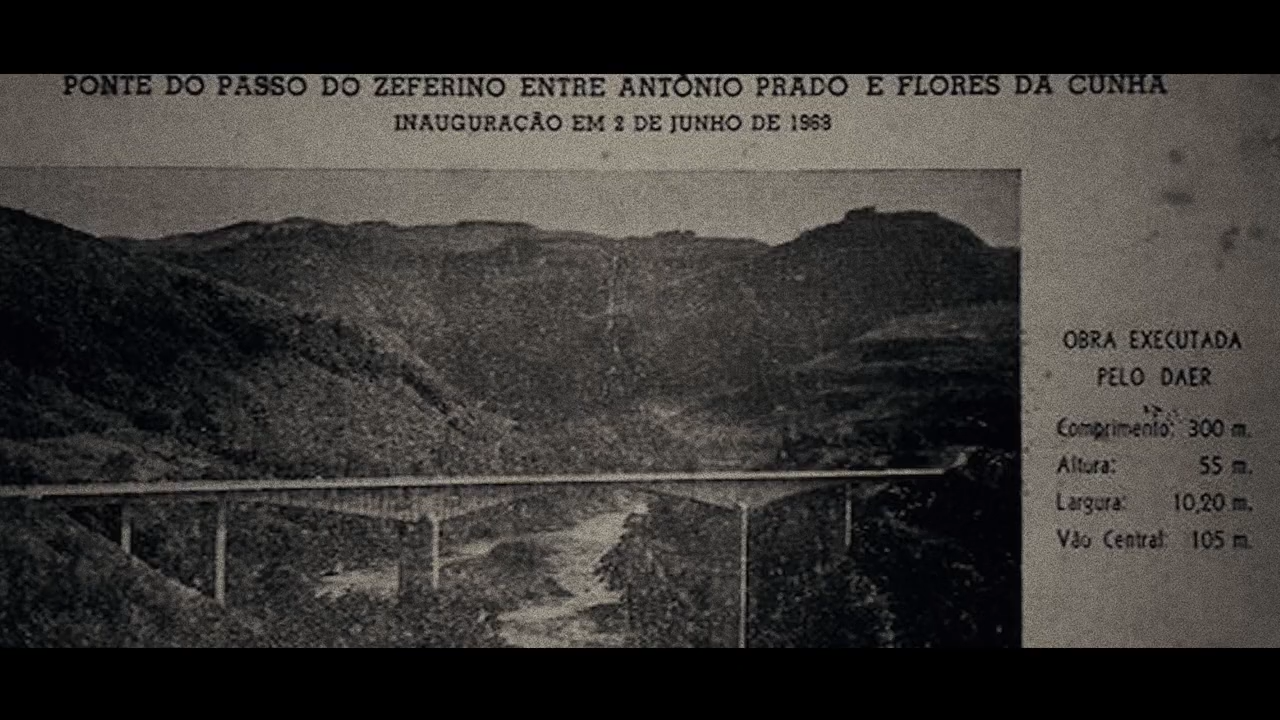 PONTE DO PASSO DO ZEFERINO ENTRE ANTÔNIO PRADO E FLORES DA CUNHA
INAUGURAÇÃO EM 2 DE JUNHO DE 1963
OBRA EXECUTADA
PELO DAER
Comprimento: 300 m.
Altura: 55 m.
Largura: 10,20 m.
Vão Central: 105 m.